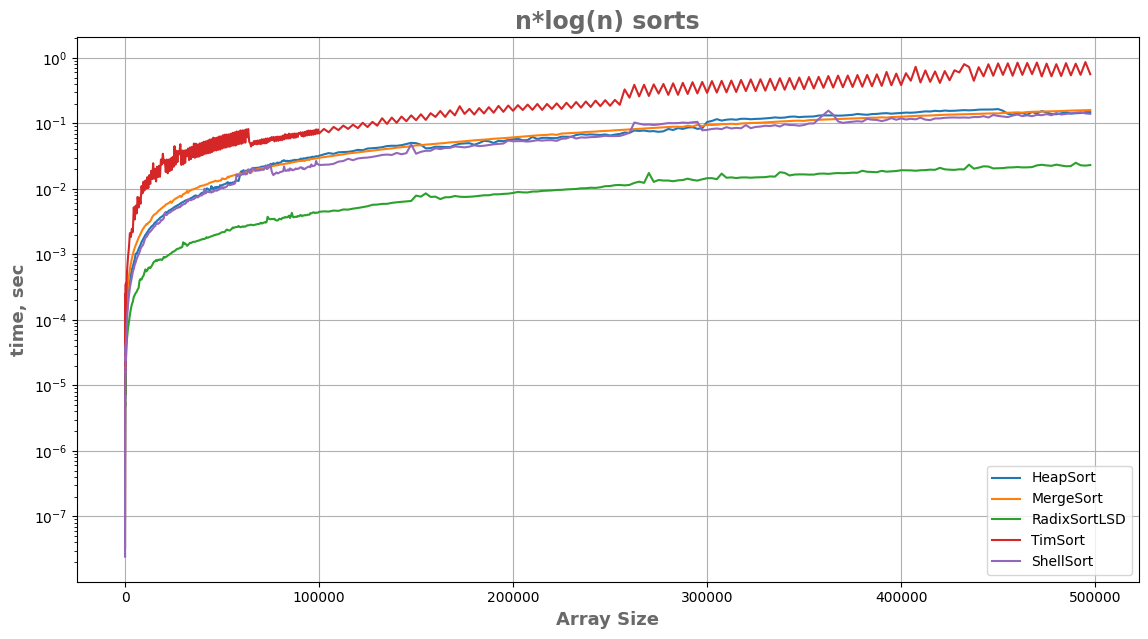 n*log(n) sorts
time, sec
10⁰
10⁻¹
10⁻²
10⁻³
10⁻⁴
10⁻⁵
10⁻⁶
10⁻⁷
0
100000
200000
300000
400000
500000
Array Size
HeapSort
MergeSort
RadixSortLSD
TimSort
ShellSort